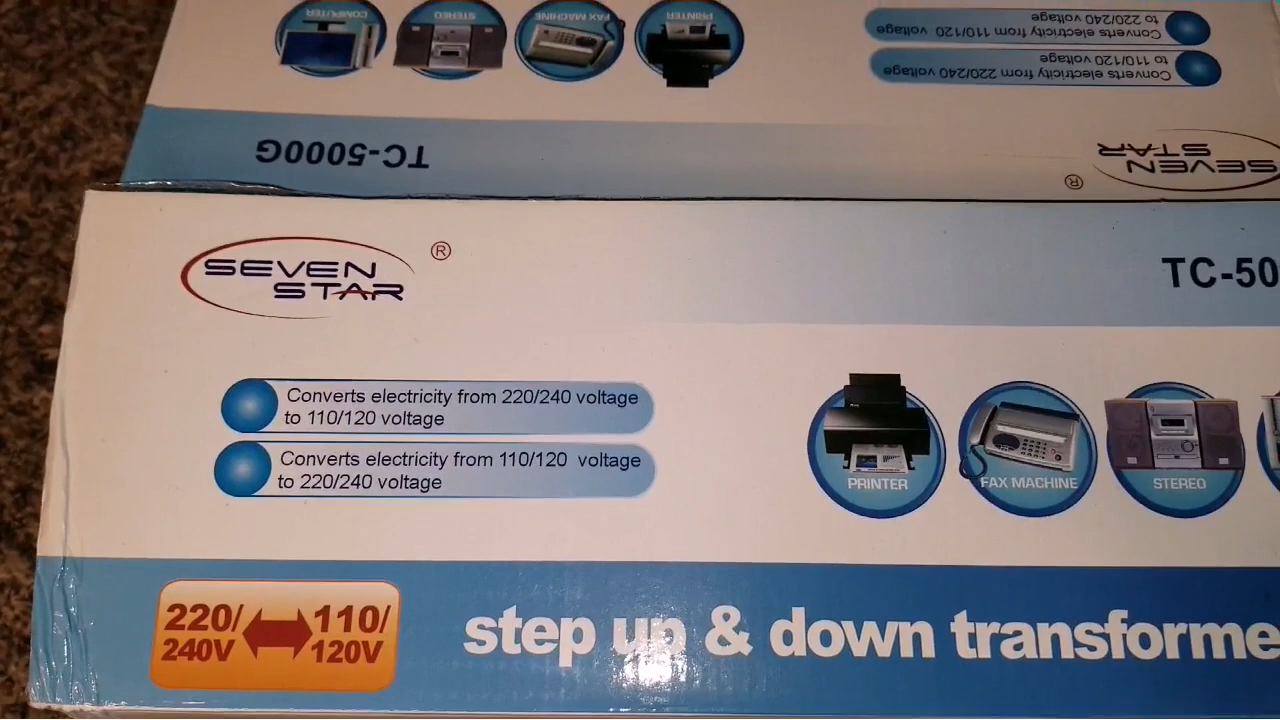 Converts electricity from 110/120 voltage
to 220/240 voltage
Converts electricity from 220/240 voltage
to 110/120 voltage
PRINTER
FAX MACHINE
STEREO
COMPUTER
SEVEN
STAR
®
TC-5000G
SEVEN
STAR
®
TC-50
Converts electricity from 220/240 voltage
to 110/120 voltage
Converts electricity from 110/120 voltage
to 220/240 voltage
PRINTER
FAX MACHINE
STEREO
220/
240V
110/
120V
step up & down transforme